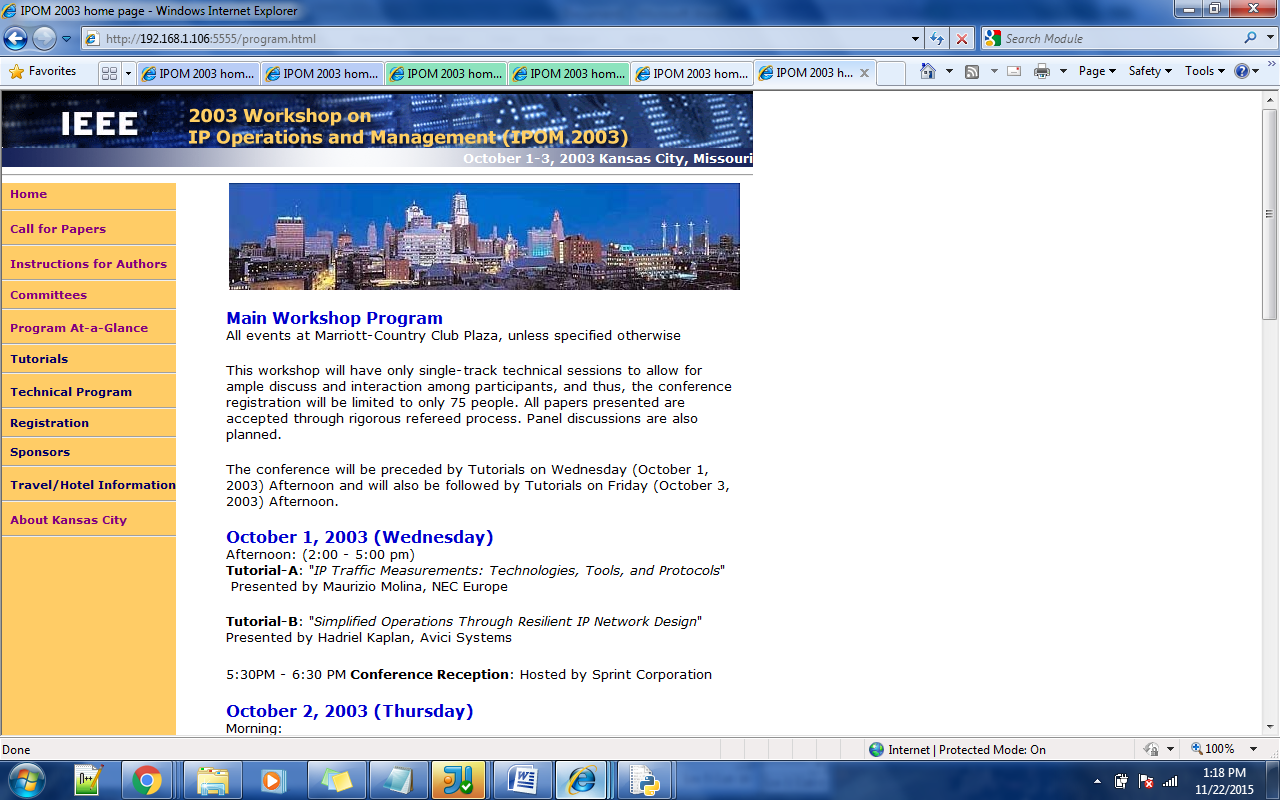 IPOM 2003 home page - Windows Internet Explorer
http://192.168.1.106:5555/program.html
Search Module
Favorites
IPOM 2003 hom...
IPOM 2003 hom...
IPOM 2003 hom...
IPOM 2003 hom...
IPOM 2003 hom...
IPOM 2003 h...
Page
Safety
Tools
IEEE
2003 Workshop on
IP Operations and Management (IPOM 2003)
October 1-3, 2003 Kansas City, Missouri
Home
Call for Papers
Instructions for Authors
Committees
Program At-a-Glance
Tutorials
Technical Program
Registration
Sponsors
Travel/Hotel Information
About Kansas City
Main Workshop Program
All events at Marriott-Country Club Plaza, unless specified otherwise
This workshop will have only single-track technical sessions to allow for
ample discuss and interaction among participants, and thus, the conference
registration will be limited to only 75 people. All papers presented are
accepted through rigorous refereed process. Panel discussions are also
planned.
The conference will be preceded by Tutorials on Wednesday (October 1,
2003) Afternoon and will also be followed by Tutorials on Friday (October 3,
2003) Afternoon.
October 1, 2003 (Wednesday)
Afternoon: (2:00 - 5:00 pm)
Tutorial-A: "IP Traffic Measurements: Technologies, Tools, and Protocols"
Presented by Maurizio Molina, NEC Europe
Tutorial-B: "Simplified Operations Through Resilient IP Network Design"
Presented by Hadriel Kaplan, Avici Systems
5:30PM - 6:30 PM Conference Reception: Hosted by Sprint Corporation
October 2, 2003 (Thursday)
Morning:
Done
Internet | Protected Mode: On
100%
1:18 PM
11/22/2015